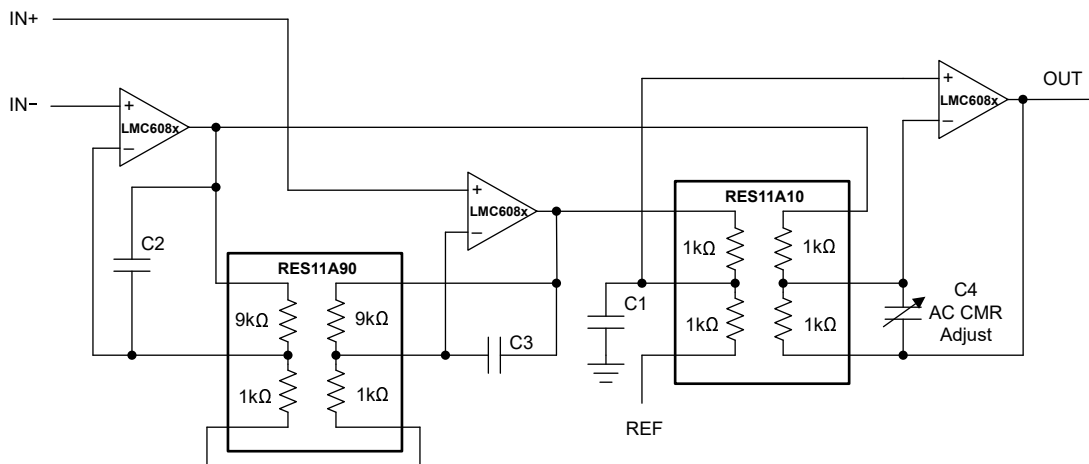 IN+
IN−
+
LMC608x
−
C2
RES11A90
9kΩ
9kΩ
1kΩ
1kΩ
+
LMC608x
−
C3
C1
RES11A10
1kΩ
1kΩ
1kΩ
1kΩ
REF
+
LMC608x
−
OUT
C4
AC CMR
Adjust